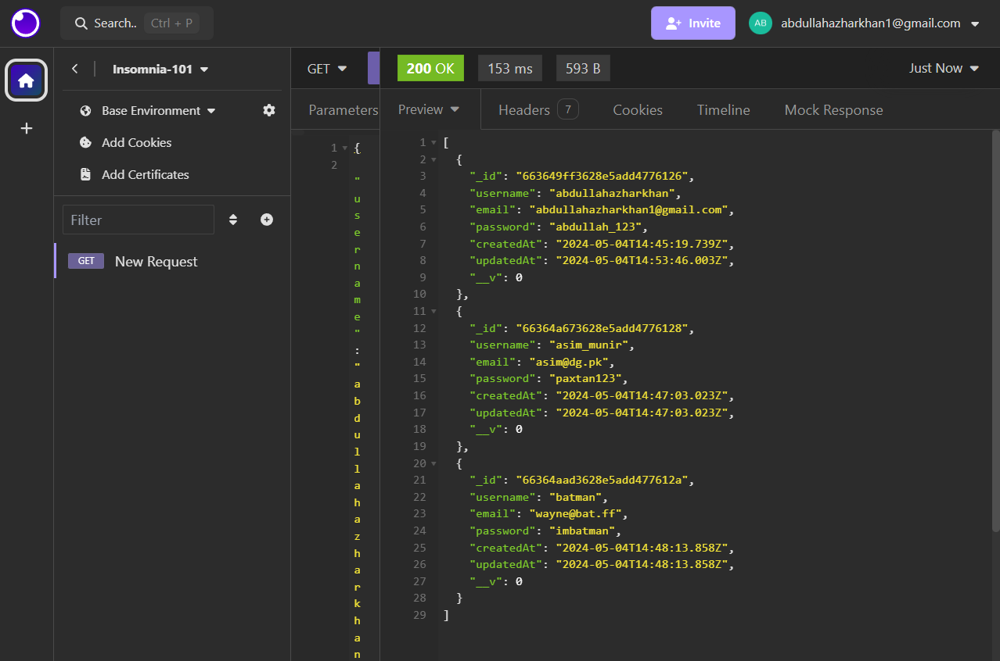 Search.. Ctrl + P
Invite
AB abdullahazharkhan1@gmail.com
Insomnia-101
Base Environment
Add Cookies
Add Certificates
Filter
GET New Request
GET
Parameters
1 {
2
"username":"abdullahazharkhan
200 OK 153 ms 593 B Just Now
Preview Headers 7 Cookies Timeline Mock Response
1 [
2 {
3 "_id": "663649ff3628e5add4776126",
4 "username": "abdullahazharkhan",
5 "email": "abdullahazharkhan1@gmail.com",
6 "password": "abdullah_123",
7 "createdAt": "2024-05-04T14:45:19.739Z",
8 "updatedAt": "2024-05-04T14:53:46.003Z",
9 "__v": 0
10 },
11 {
12 "_id": "66364a673628e5add4776128",
13 "username": "asim_munir",
14 "email": "asim@dg.pk",
15 "password": "paxtan123",
16 "createdAt": "2024-05-04T14:47:03.023Z",
17 "updatedAt": "2024-05-04T14:47:03.023Z",
18 "__v": 0
19 },
20 {
21 "_id": "66364aad3628e5add477612a",
22 "username": "batman",
23 "email": "wayne@bat.ff",
24 "password": "imbatman",
25 "createdAt": "2024-05-04T14:48:13.858Z",
26 "updatedAt": "2024-05-04T14:48:13.858Z",
27 "__v": 0
28 }
29 ]